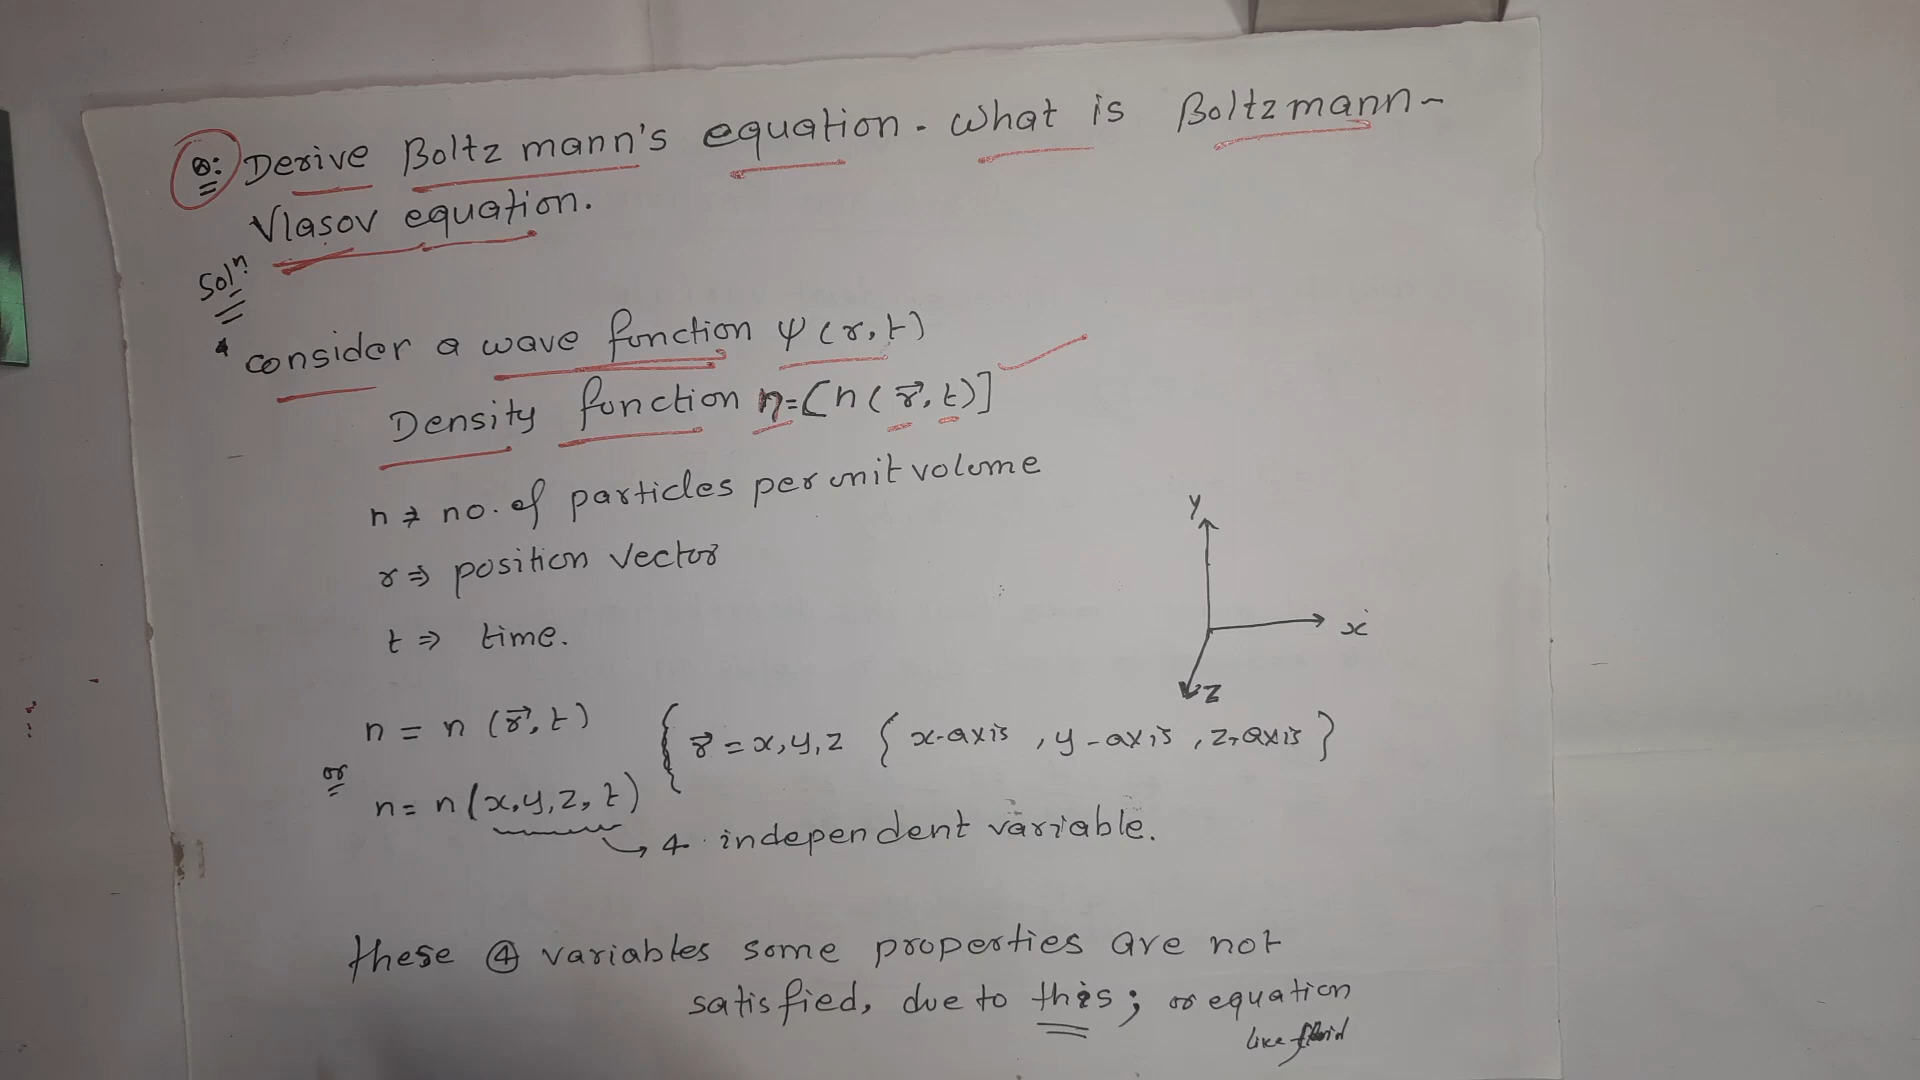 Q: Derive Boltzmann's equation. What is Boltzmann-
Vlasov equation.
Soln
* consider a wave function ψ(r,t)
Density function n=[n(r⃗,t)]
n ⇒ no. of particles per unit volume
r ⇒ position vector
t ⇒ time.
y
x
z
n = n (r⃗,t) { r⃗ = x,y,z { x-axis, y-axis, z-axis }
or
n = n(x,y,z,t)
→ 4 independent variable.
these ④ variables some properties are not
satisfied, due to this; or equation
like fluid